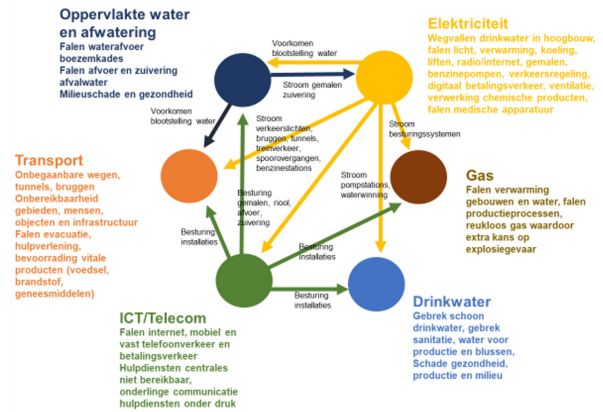 Oppervlakte water
en afwatering
Falen waterafvoer
boezemkades
Falen afvoer en zuivering
afvalwater
Milieuschade en gezondheid
Voorkomen
blootstelling water
Stroom gemalen
zuivering
Elektriciteit
Wegvallen drinkwater in hoogbouw,
falen licht, verwarming, koeling,
liften, radio/internet, gemalen,
benzinepompen, verkeersregeling,
digitaal betalingsverkeer, ventilatie,
verwerking chemische producten,
falen medische apparatuur
Voorkomen
blootstelling water
Stroom
verkeerslichten,
bruggen, tunnels,
treinverkeer,
spoorovergangen,
benzinestations
Stroom
besturingssystemen
Transport
Onbegaanbare wegen,
tunnels, bruggen
Onbereikbaarheid
gebieden, mensen,
objecten en infrastructuur
Falen evacuatie,
hulpverlening,
bevoorrading vitale
producten (voedsel,
brandstof,
geneesmiddelen)
Besturing
gemalen, riool,
afvoer,
zuivering
Stroom
pompstations,
waterwinning
Gas
Falen verwarming
gebouwen en water, falen
productieprocessen,
reukloos gas waardoor
extra kans op
explosiegevaar
Besturing
installaties
Besturing
installaties
Besturing
installaties
ICT/Telecom
Falen internet, mobiel en
vast telefoonverkeer en
betalingsverkeer
Hulpdiensten centrales
niet bereikbaar,
onderlinge communicatie
hulpdiensten onder druk
Drinkwater
Gebrek schoon
drinkwater, gebrek
sanitatie, water voor
productie en blussen,
Schade gezondheid,
productie en milieu